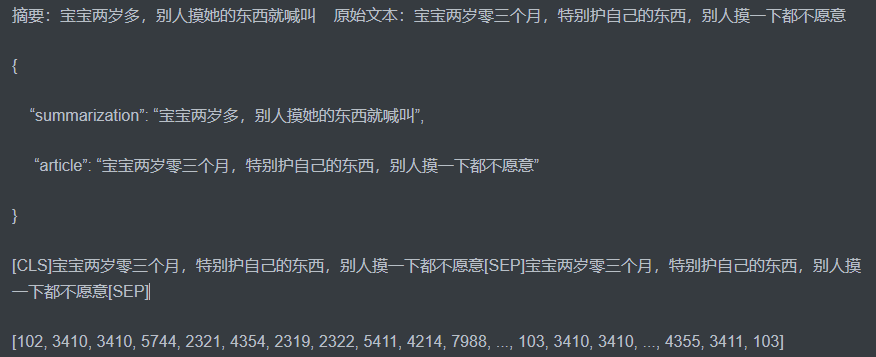 摘要：宝宝两岁多，别人摸她的东西就喊叫 原始文本：宝宝两岁零三个月，特别护自己的东西，别人摸一下都不愿意
{
“summarization”: “宝宝两岁多，别人摸她的东西就喊叫”,
“article”: “宝宝两岁零三个月，特别护自己的东西，别人摸一下都不愿意”
}
[CLS]宝宝两岁零三个月，特别护自己的东西，别人摸一下都不愿意[SEP]宝宝两岁零三个月，特别护自己的东西，别人摸
一下都不愿意[SEP]
[102, 3410, 3410, 5744, 2321, 4354, 2319, 2322, 5411, 4214, 7988, ..., 103, 3410, 3410, ..., 4355, 3411, 103]